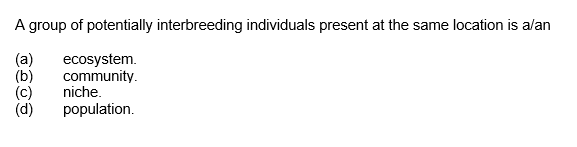 A group of potentially interbreeding individuals present at the same location is a/an
(a) ecosystem.
(b) community.
(c) niche.
(d) population.